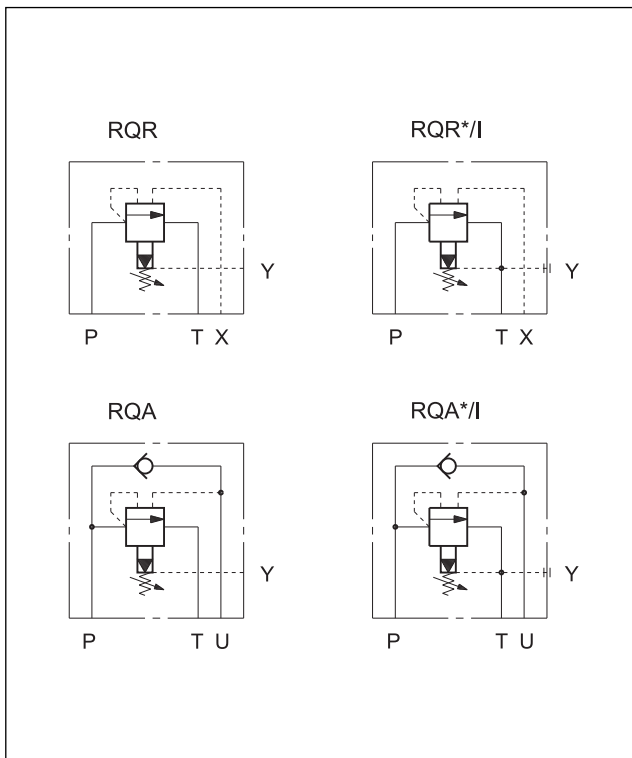 RQR
RQR*/I
Y
Y
P T X
P T X
RQA
RQA*/I
Y
Y
P T U
P T U